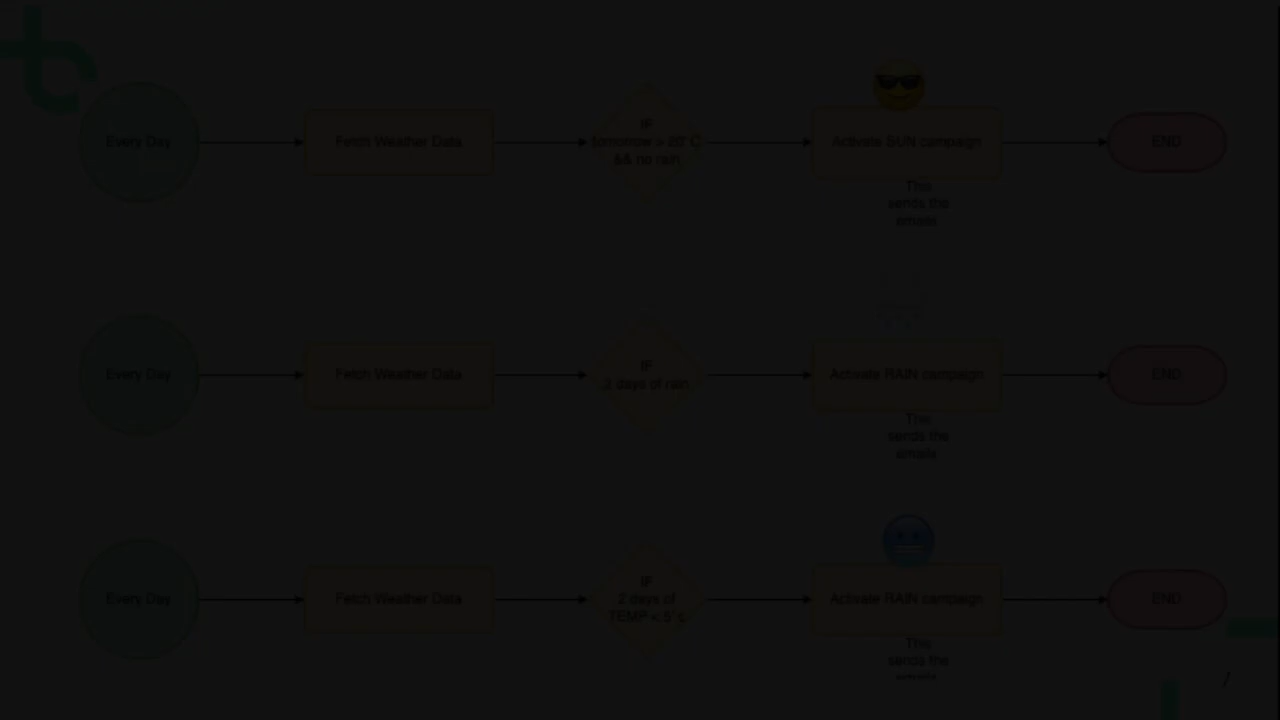 Every Day
Fetch Weather Data
IF
tomorrow > 20°C
&& no rain
Activate SUN campaign
END
This
sends the
emails
Every Day
Fetch Weather Data
IF
3 days of rain
Activate RAIN campaign
END
This
sends the
emails
Every Day
Fetch Weather Data
IF
2 days of
TEMP < 5°C
Activate RAIN campaign
END
This
sends the
emails